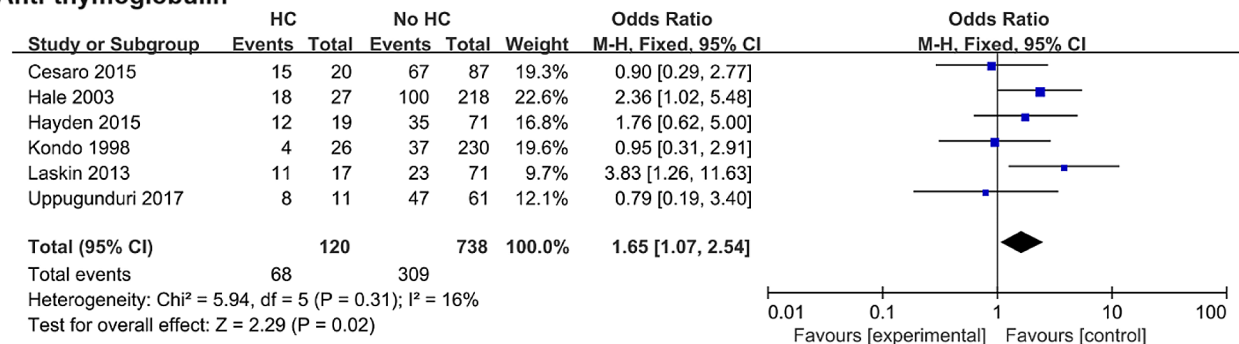 Anti-thymoglobulin
HC No HC Odds Ratio Odds Ratio
Study or Subgroup Events Total Events Total Weight M-H, Fixed, 95% CI M-H, Fixed, 95% CI
Cesaro 2015 15 20 67 87 19.3% 0.90 [0.29, 2.77]
Hale 2003 18 27 100 218 22.6% 2.36 [1.02, 5.48]
Hayden 2015 12 19 35 71 16.8% 1.76 [0.62, 5.00]
Kondo 1998 4 26 37 230 19.6% 0.95 [0.31, 2.91]
Laskin 2013 11 17 23 71 9.7% 3.83 [1.26, 11.63]
Uppugunduri 2017 8 11 47 61 12.1% 0.79 [0.19, 3.40]
Total (95% CI) 120 738 100.0% 1.65 [1.07, 2.54]
Total events 68 309
Heterogeneity: Chi² = 5.94, df = 5 (P = 0.31); I² = 16%
Test for overall effect: Z = 2.29 (P = 0.02)
0.01 0.1 1 10 100
Favours [experimental] Favours [control]